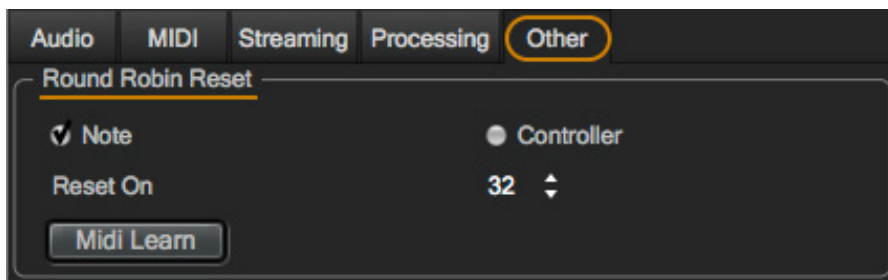 Audio MIDI Streaming Processing Other
Round Robin Reset
Note Controller
Reset On 32
Midi Learn